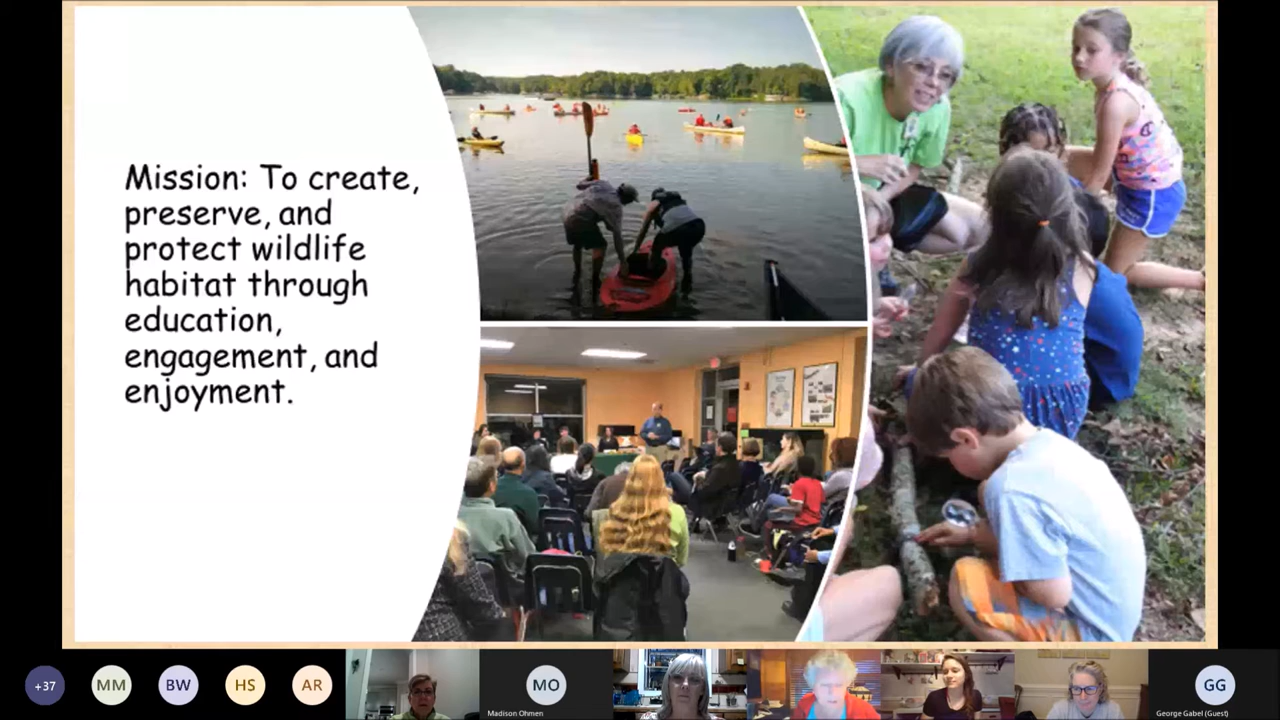 Mission: To create,
preserve, and
protect wildlife
habitat through
education,
engagement, and
enjoyment.
+37
MM
BW
HS
AR
MO
Madison Ohmen
GG
George Gabel (Guest)